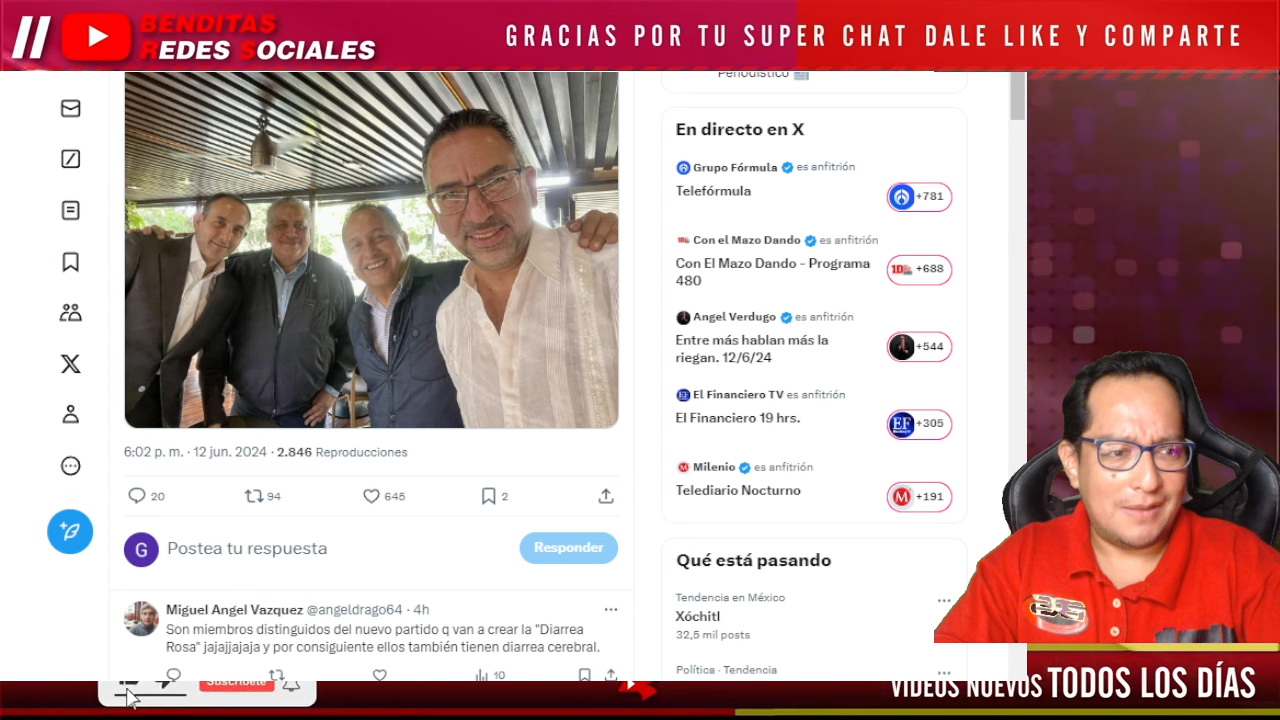 BENDITAS
REDES SOCIALES
GRACIAS POR TU SUPER CHAT DALE LIKE Y COMPARTE
6:02 p. m. · 12 jun. 2024 · 2.846 Reproducciones
20
94
645
2
G
Postea tu respuesta
Responder
Miguel Angel Vazquez @angeldrago64 · 4h
Son miembros distinguidos del nuevo partido q van a crear la "Diarrea
Rosa" jajajjajaja y por consiguiente ellos también tienen diarrea cerebral.
10
Periodístico
En directo en X
Grupo Fórmula es anfitrión
Telefórmula
+781
Con el Mazo Dando es anfitrión
Con El Mazo Dando - Programa
480
+688
Angel Verdugo es anfitrión
Entre más hablan más la
riegan. 12/6/24
+544
El Financiero TV es anfitrión
El Financiero 19 hrs.
EF
+305
Milenio es anfitrión
Telediario Nocturno
M
+191
Qué está pasando
Tendencia en México
Xóchitl
32,5 mil posts
Política · Tendencia
Suscríbete
VIDEOS NUEVOS TODOS LOS DÍAS